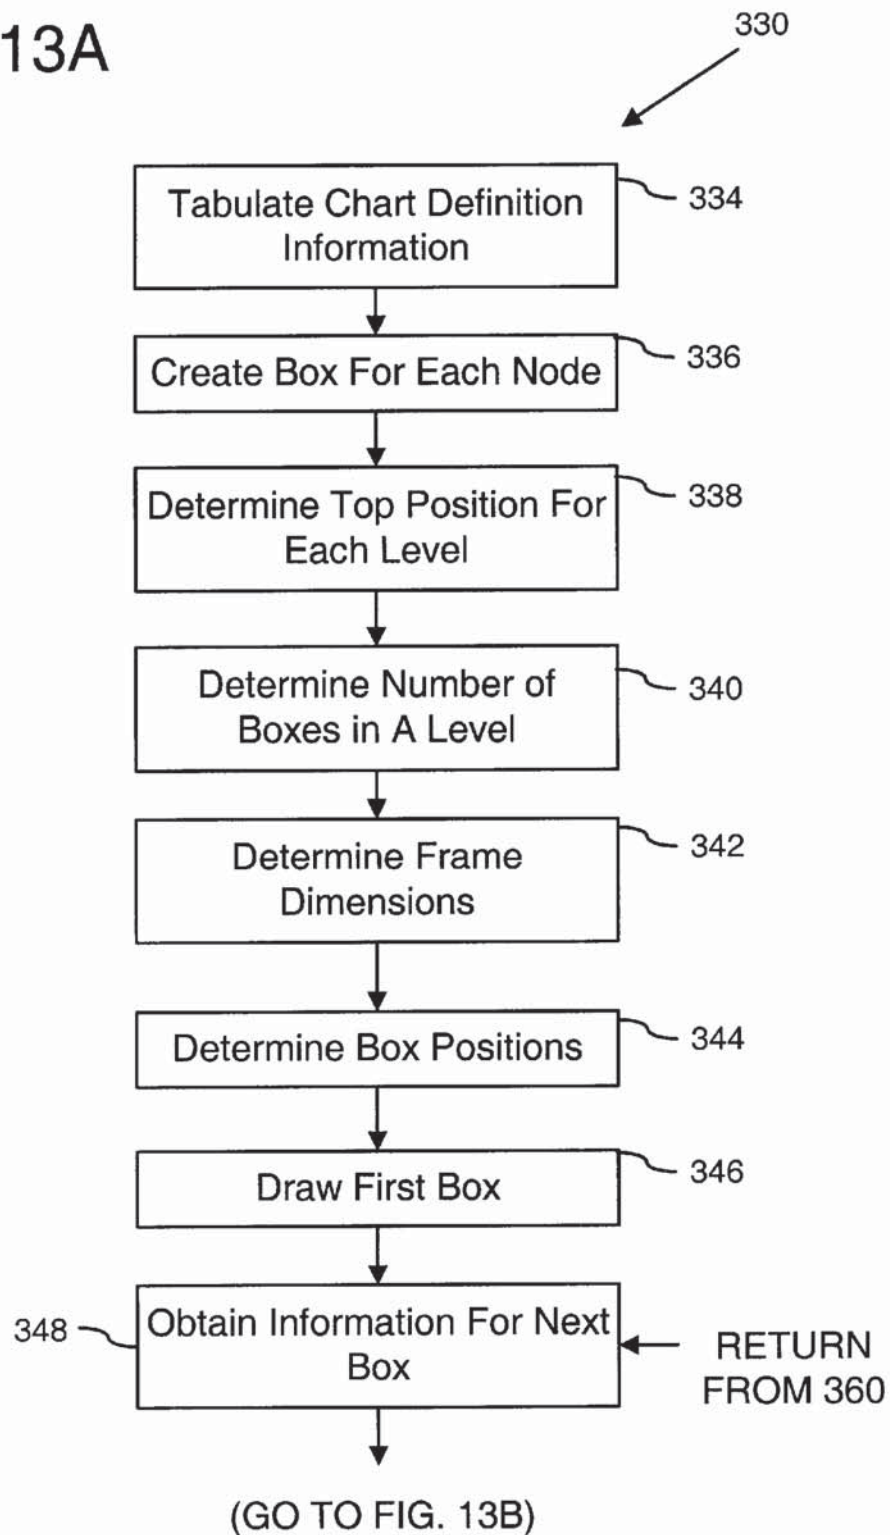 13A
330
Tabulate Chart Definition
Information
334
Create Box For Each Node
336
Determine Top Position For
Each Level
338
Determine Number of
Boxes in A Level
340
Determine Frame
Dimensions
342
Determine Box Positions
344
Draw First Box
346
348
Obtain Information For Next
Box
RETURN
FROM 360
(GO TO FIG. 13B)